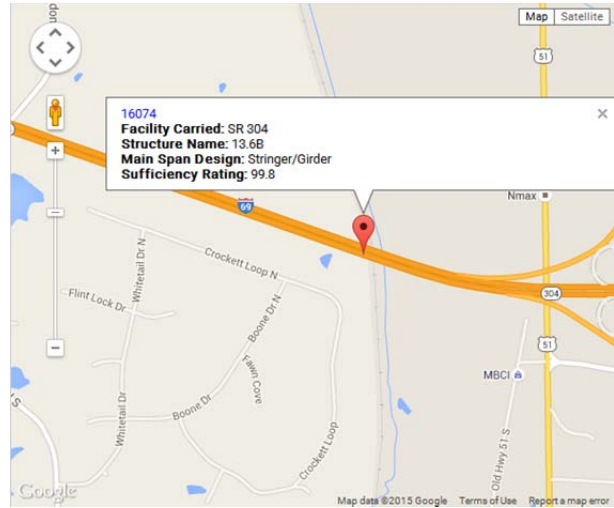 don
Map
Satellite
51
16074
×
Facility Carried: SR 304
Structure Name: 13.6B
Main Span Design: Stringer/Girder
Sufficiency Rating: 99.8
Nmax
69
Whitetail Dr N
Crockett Loop N
Flint Lock Dr
Boone Dr N
304
51
Fawn Cove
MBCI
Boone Dr
Whitetail Dr
Crockett Loop
Old Hwy 51 S
Google
Map data ©2015 Google
Terms of Use
Report a map error